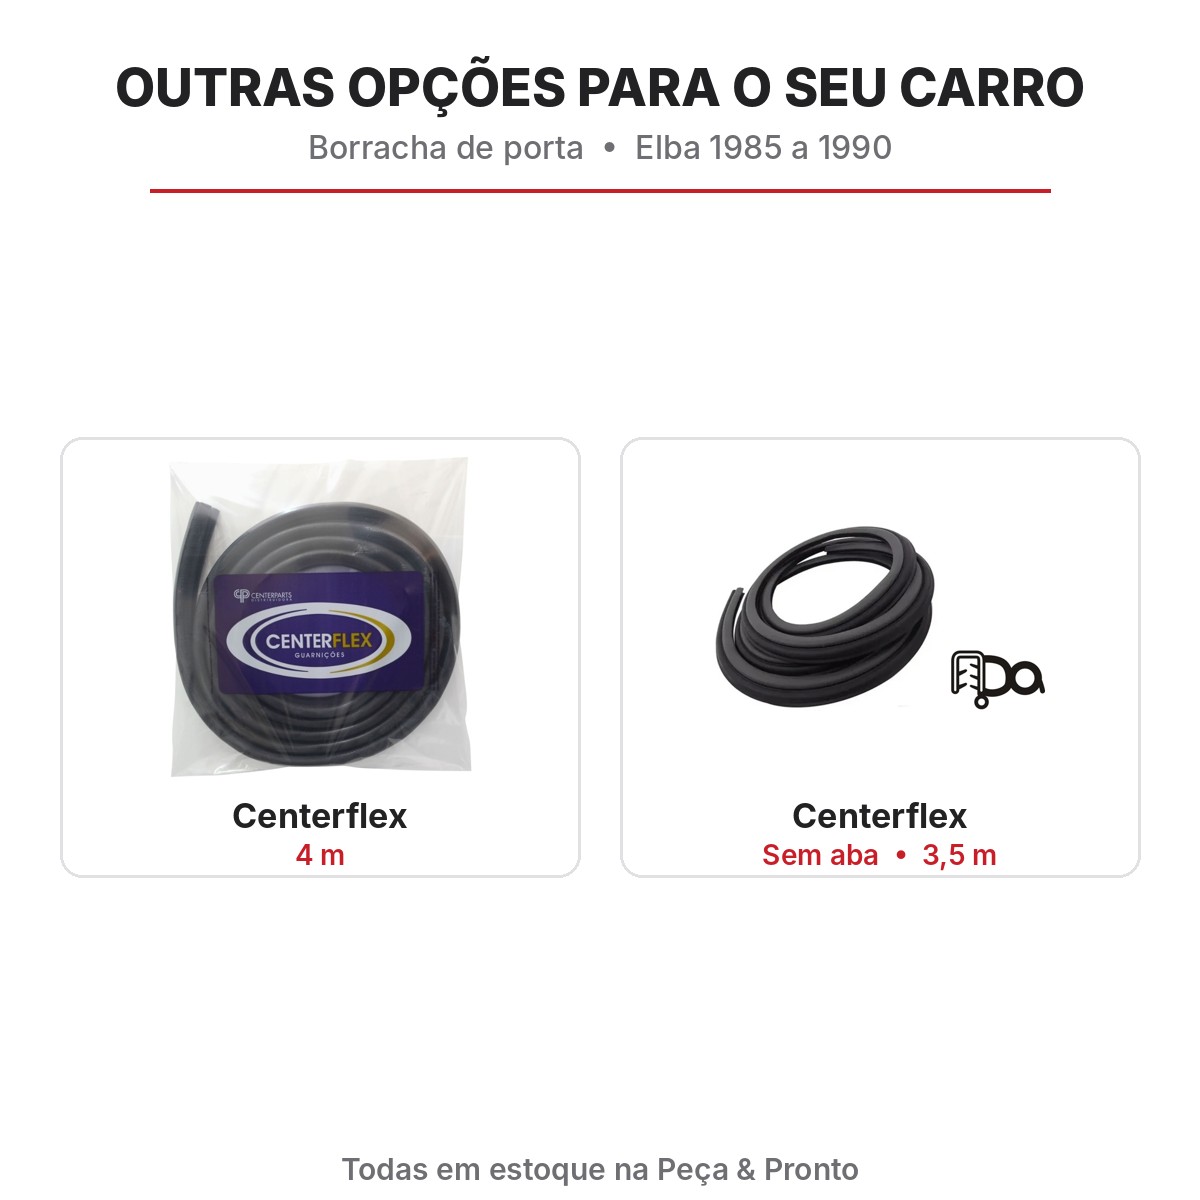 OUTRAS OPÇÕES PARA O SEU CARRO
Borracha de porta • Elba 1985 a 1990
CENTERPARTS
DISTRIBUIDORA
CENTERFLEX
GUARNIÇÕES
Centerflex
4 m
Centerflex
Sem aba • 3,5 m
Todas em estoque na Peça & Pronto